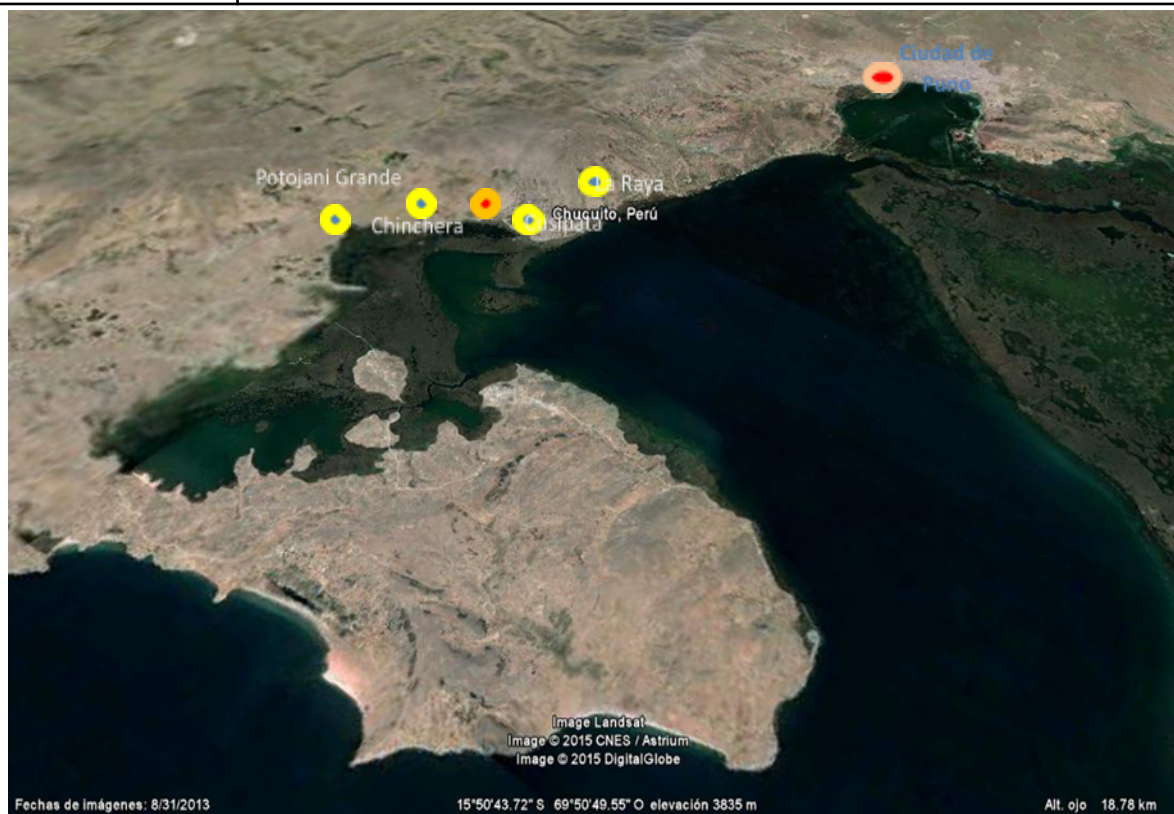 Ciudad de
Puno
Potojani Grande
La Raya
Chucuito, Perú
Chinchera
Image Landsat
Image © 2015 CNES / Astrium
Image © 2015 DigitalGlobe
Fechas de imágenes: 8/31/2013
15°50'43.72" S 69°50'49.55" O elevación 3835 m
Alt. ojo 18.78 km